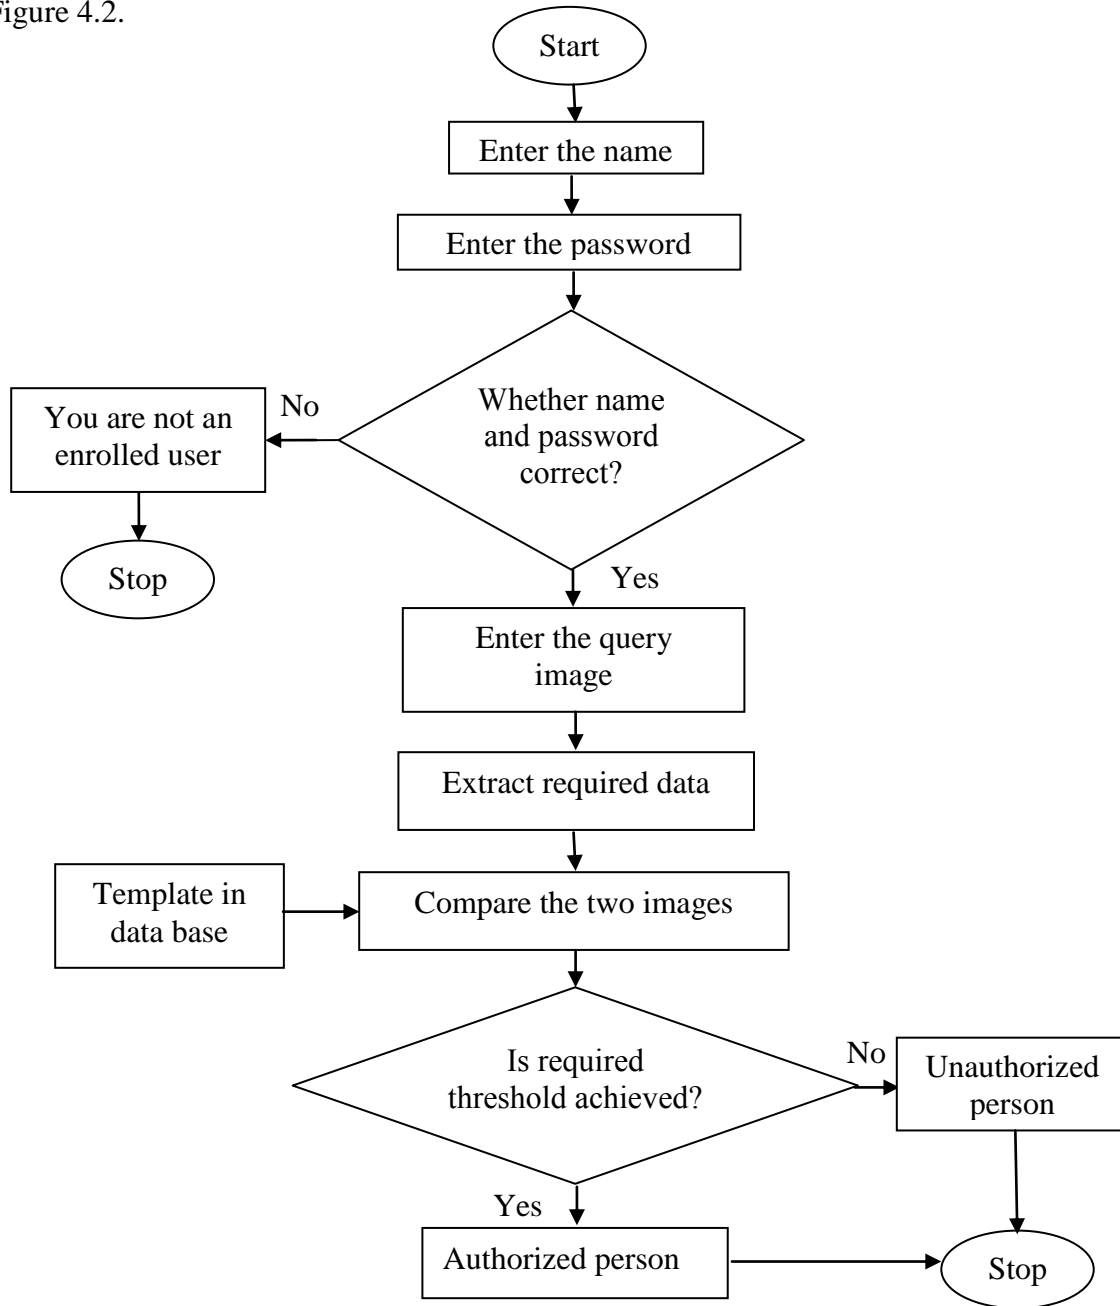 Figure 4.2.
Start
Enter the name
Enter the password
Whether name
and password
correct?
No
You are not an
enrolled user
Stop
Yes
Enter the query
image
Extract required data
Template in
data base
Compare the two images
Is required
threshold achieved?
No
Unauthorized
person
Yes
Authorized person
Stop